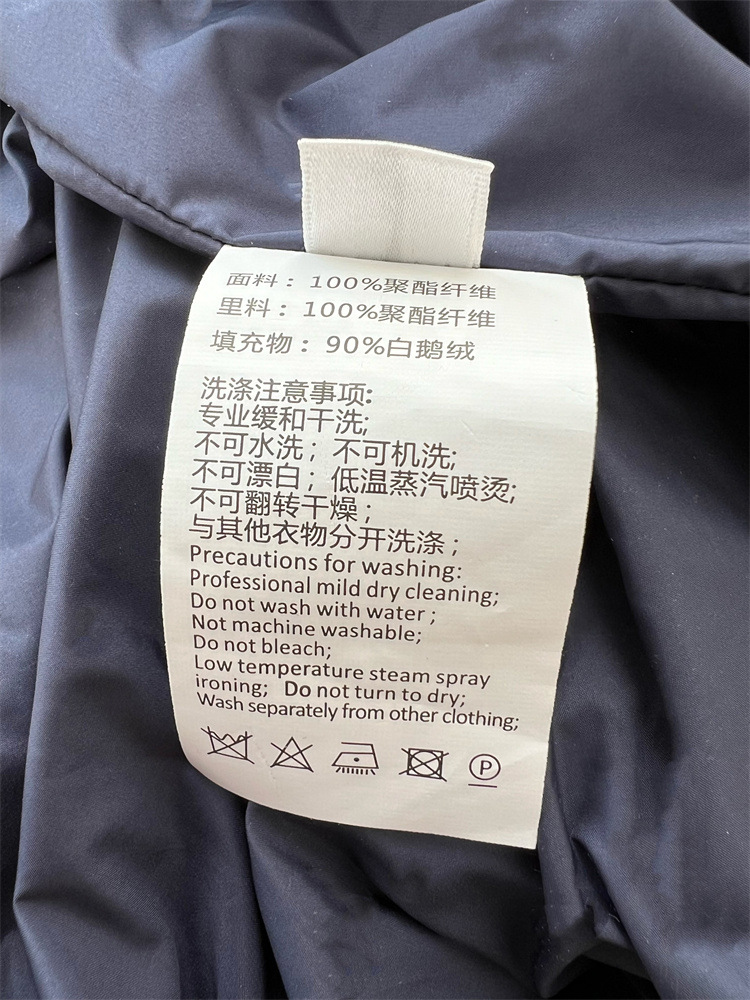 面料：100%聚酯纤维
里料：100%聚酯纤维
填充物：90%白鹅绒
洗涤注意事项:
专业缓和干洗;
不可水洗；不可机洗;
不可漂白；低温蒸汽喷烫;
不可翻转干燥；
与其他衣物分开洗涤；
Precautions for washing:
Professional mild dry cleaning;
Do not wash with water ;
Not machine washable;
Do not bleach;
Low temperature steam spray
ironing; Do not turn to dry;
Wash separately from other clothing;
P